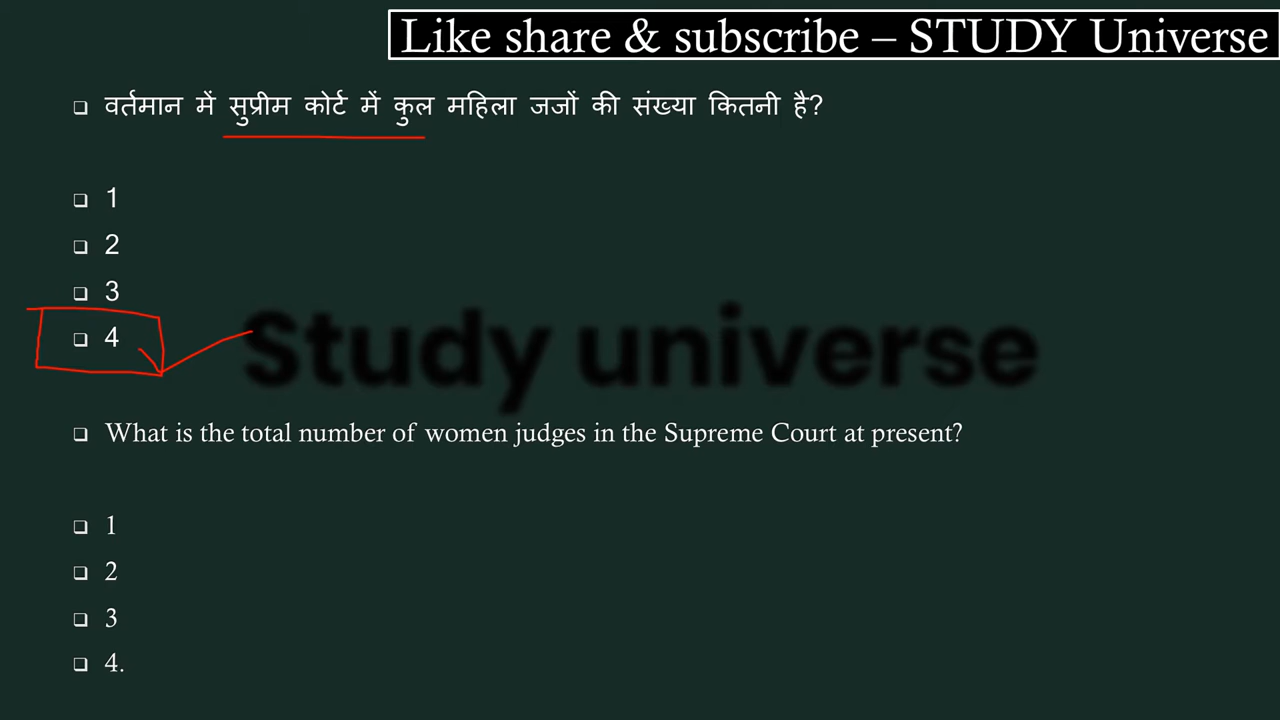 Like share & subscribe – STUDY Universe
❑ वर्तमान में सुप्रीम कोर्ट में कुल महिला जजों की संख्या कितनी है?
❑ 1
❑ 2
❑ 3
❑ 4
Study universe
❑ What is the total number of women judges in the Supreme Court at present?
❑ 1
❑ 2
❑ 3
❑ 4.